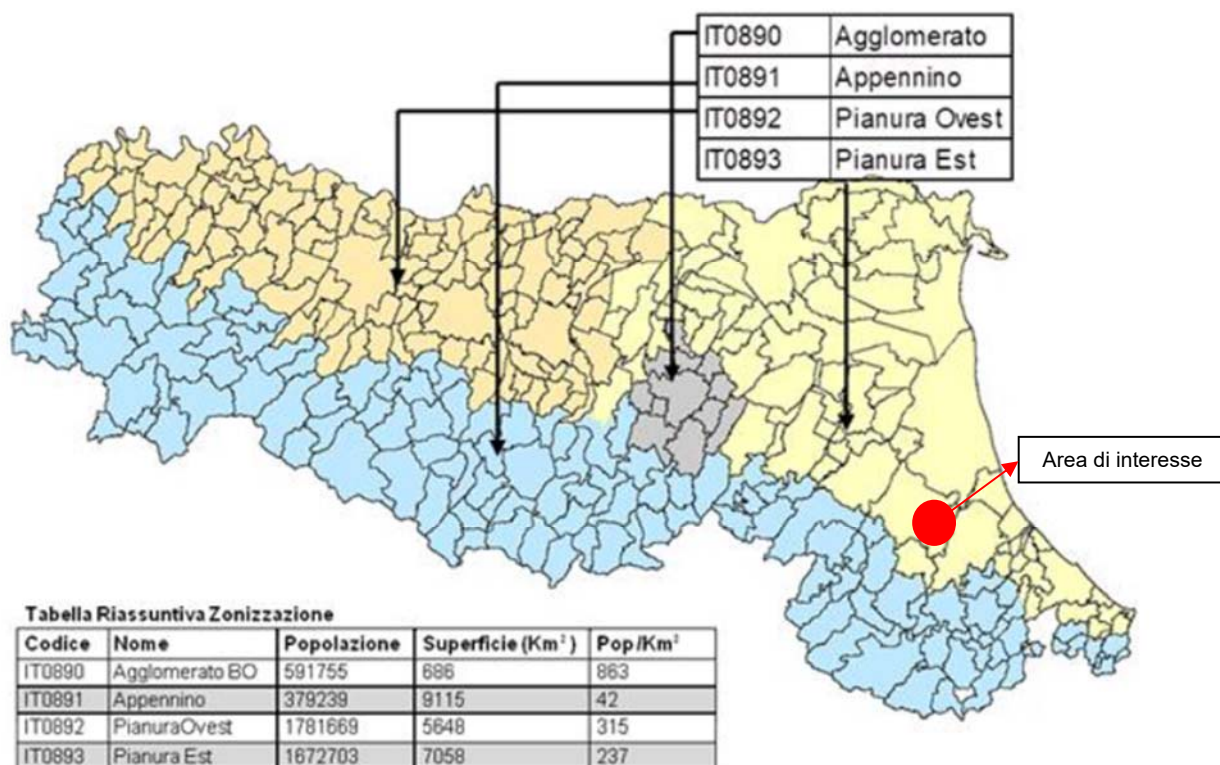 IT0890 Agglomerato
IT0891 Appennino
IT0892 Pianura Ovest
IT0893 Pianura Est
Area di interesse
Tabella Riassuntiva Zonizzazione
Codice Nome Popolazione Superficie (Km²) Pop/Km²
IT0890 Agglomerato BO 591755 686 863
IT0891 Appennino 379239 9115 42
IT0892 PianuraOvest 1781669 5648 315
IT0893 Pianura Est 1672703 7058 237